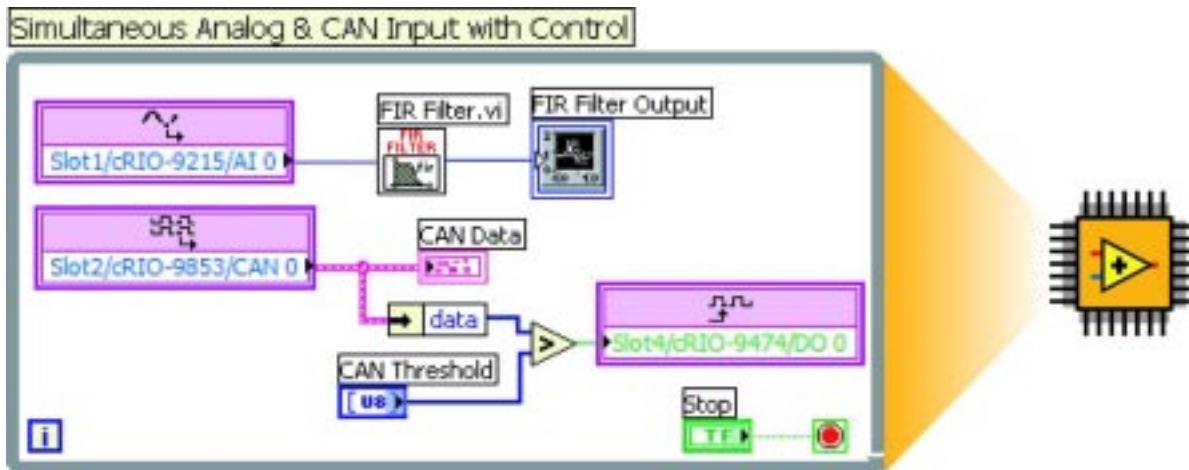 Simultaneous Analog & CAN Input with Control
FIR Filter.vi
FIR Filter Output
FIR
FILTER
Slot1/cRIO-9215/AI 0
CAN Data
Slot2/cRIO-9853/CAN 0
data
>
Slot4/cRIO-9474/DO 0
CAN Threshold
[U8]
Stop
TF
i